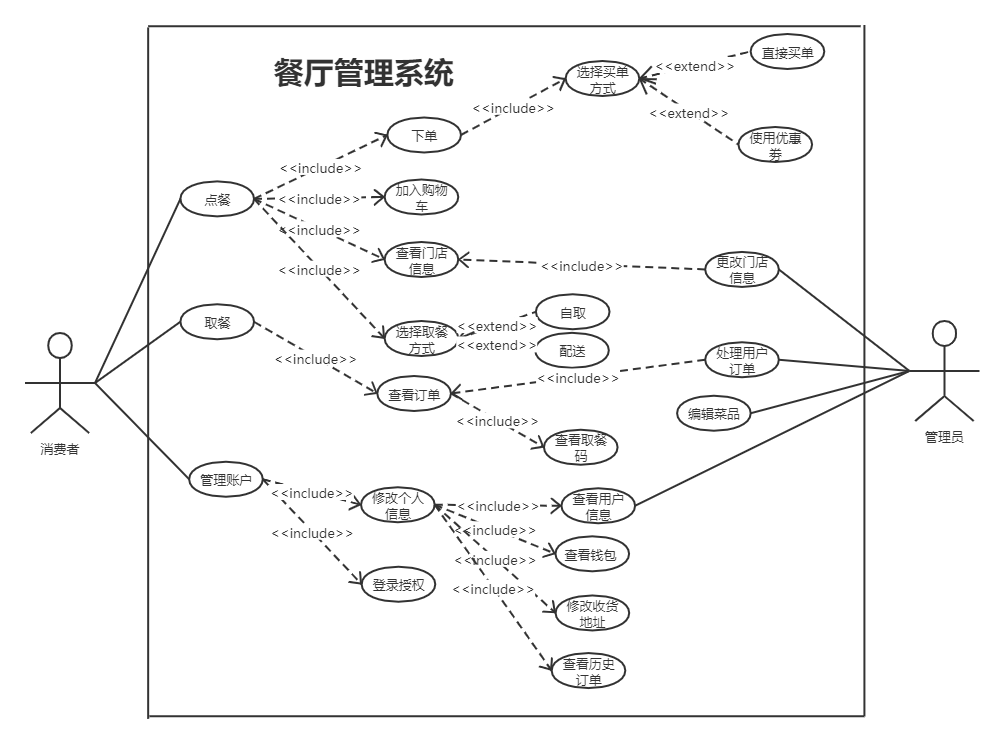 餐厅管理系统
直接买单
<<extend>>
选择买单
方式
<<include>>
<<extend>>
下单
使用优惠
券
<<include>>
点餐
<<include>>
加入购物
车
<<include>>
查看门店
信息
<<include>>
更改门店
信息
<<include>>
自取
取餐
选择取餐
方式
<<extend>>
<<extend>>
配送
处理用户
订单
<<include>>
<<include>>
查看订单
编辑菜品
<<include>>
查看取餐
码
消费者
管理员
管理账户
<<include>>
修改个人
信息
<<include>>
查看用户
信息
<<include>>
<<include>>
查看钱包
<<include>>
登录授权
<<include>>
修改收货
地址
查看历史
订单